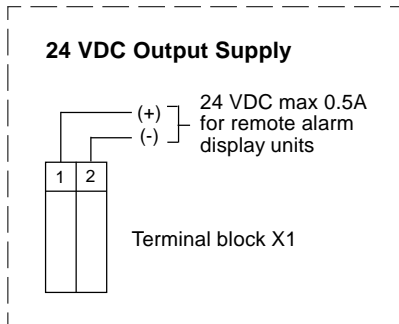 24 VDC Output Supply
(+)
(-)
24 VDC max 0.5A
for remote alarm
display units
1 2
Terminal block X1